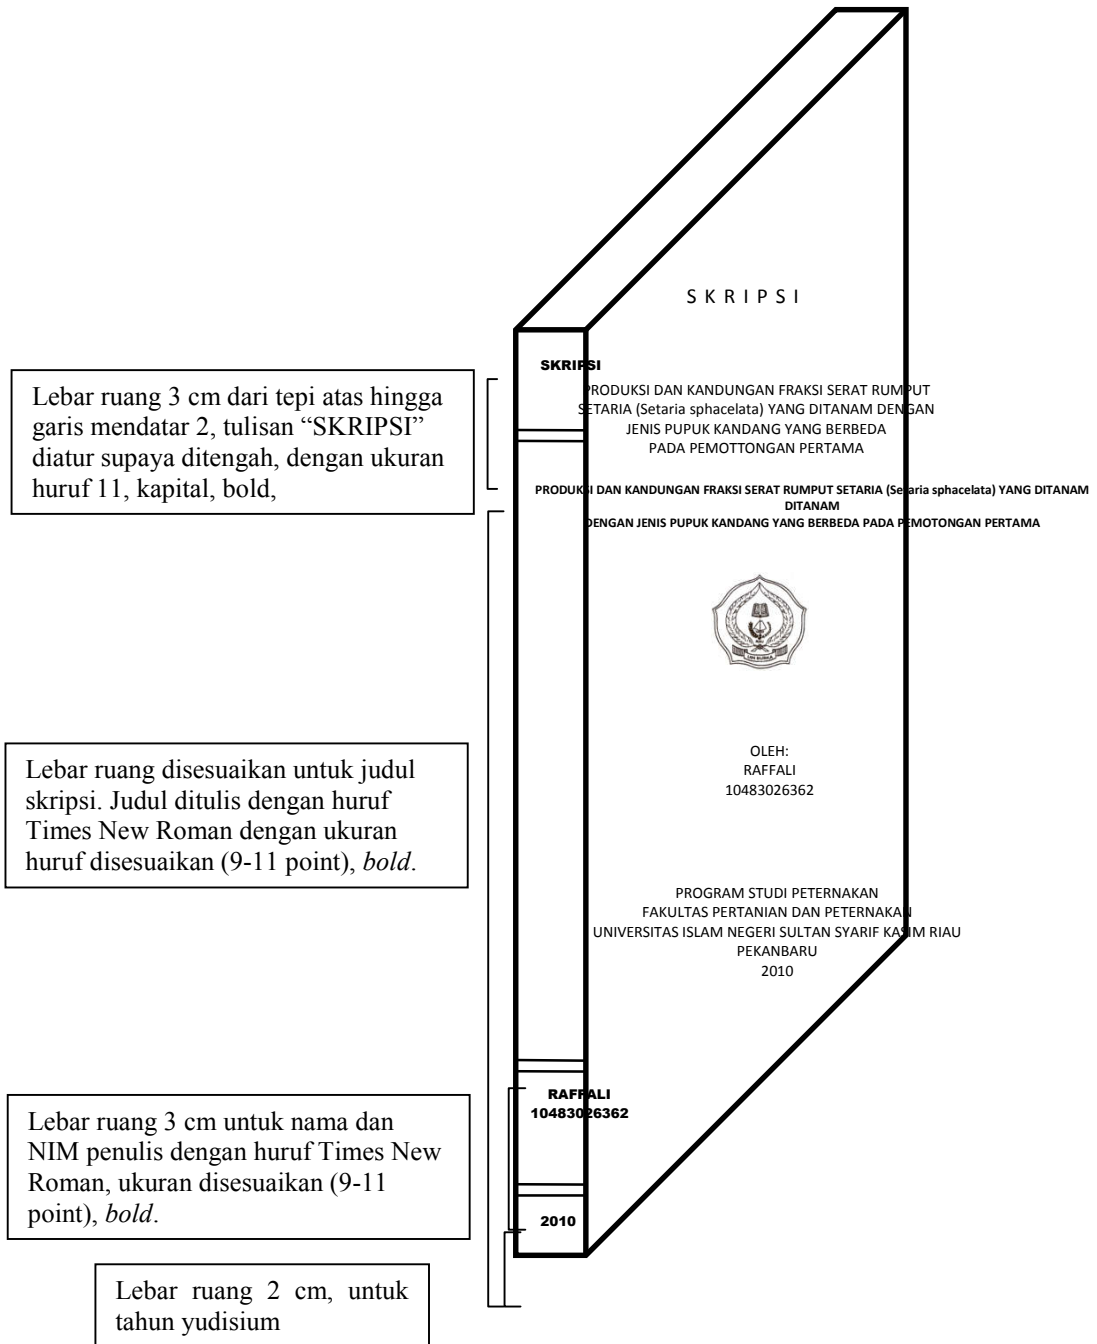 S K R I P S I
SKRIPSI
Lebar ruang 3 cm dari tepi atas hingga
garis mendatar 2, tulisan “SKRIPSI”
diatur supaya ditengah, dengan ukuran
huruf 11, kapital, bold,
PRODUKSI DAN KANDUNGAN FRAKSI SERAT RUMPUT
SETARIA (Setaria sphacelata) YANG DITANAM DENGAN
JENIS PUPUK KANDANG YANG BERBEDA
PADA PEMOTTONGAN PERTAMA
PRODUKSI DAN KANDUNGAN FRAKSI SERAT RUMPUT SETARIA (Setaria sphacelata) YANG DITANAM
DITANAM
DENGAN JENIS PUPUK KANDANG YANG BERBEDA PADA PEMOTONGAN PERTAMA
UIN SUSKA
Lebar ruang disesuaikan untuk judul
skripsi. Judul ditulis dengan huruf
Times New Roman dengan ukuran
huruf disesuaikan (9-11 point), bold.
OLEH:
RAFFALI
10483026362
PROGRAM STUDI PETERNAKAN
FAKULTAS PERTANIAN DAN PETERNAKAN
UNIVERSITAS ISLAM NEGERI SULTAN SYARIF KASIM RIAU
PEKANBARU
2010
RAFFALI
10483026362
Lebar ruang 3 cm untuk nama dan
NIM penulis dengan huruf Times New
Roman, ukuran disesuaikan (9-11
point), bold.
2010
Lebar ruang 2 cm, untuk
tahun yudisium